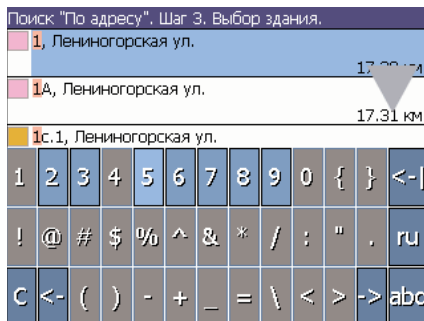 Поиск "По адресу". Шаг 3. Выбор здания.
1, Лениногорская ул.
1А, Лениногорская ул.
17.31 км
1с.1, Лениногорская ул.
1 2 3 4 5 6 7 8 9 0 { } <-|
! @ # $ % ^ & * / : " . ru
C <- ( ) - + _ = \ < > -> abc